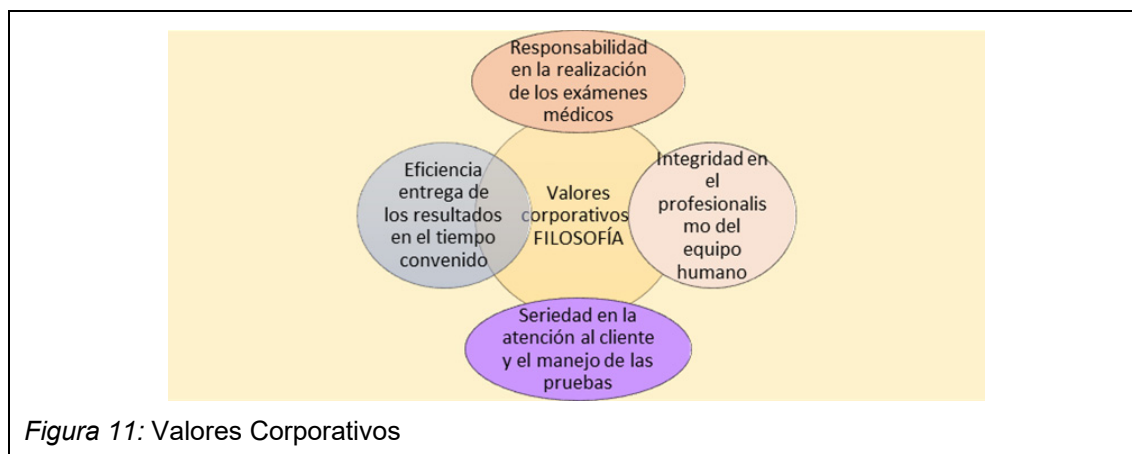 Responsabilidad
en la realización
de los exámenes
médicos
Eficiencia
entrega de
los resultados
en el tiempo
convenido
Valores
corporativos
FILOSOFÍA
Integridad en
el
profesionalis
mo del
equipo
humano
Seriedad en la
atención al cliente
y el manejo de las
pruebas
Figura 11: Valores Corporativos